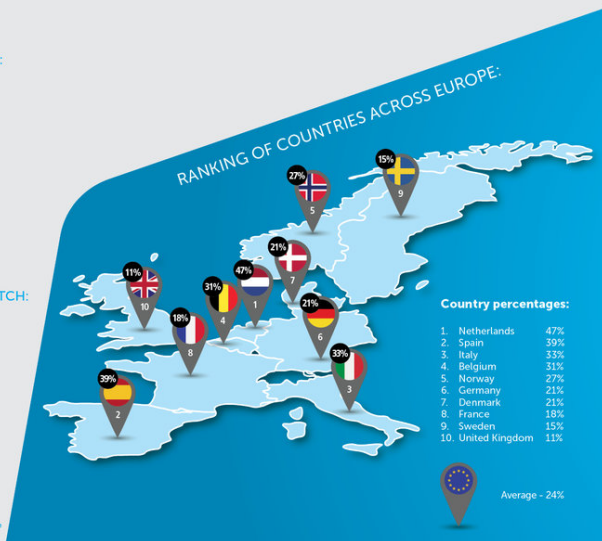 :
RANKING OF COUNTRIES ACROSS EUROPE:
15%
9
27%
5
21%
7
47%
1
11%
10
31%
4
18%
8
21%
6
33%
3
39%
2
TCH:
Country percentages:
1. Netherlands 47%
2. Spain 39%
3. Italy 33%
4. Belgium 31%
5. Norway 27%
6. Germany 21%
7. Denmark 21%
8. France 18%
9. Sweden 15%
10. United Kingdom 11%
Average - 24%